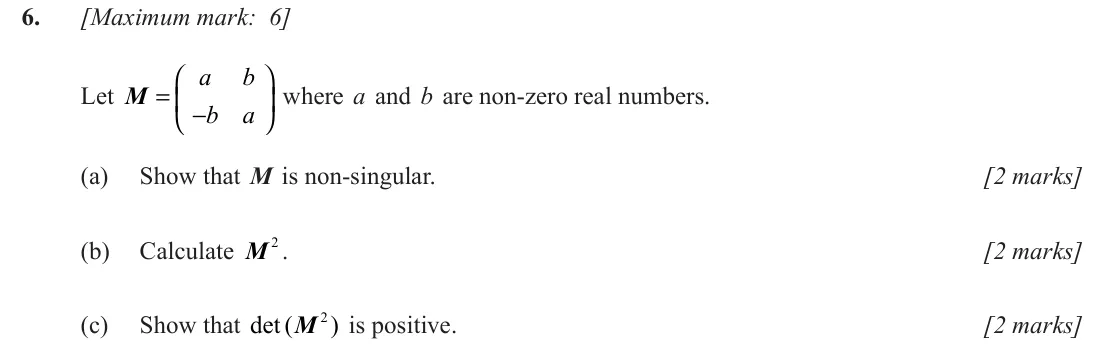 6. [Maximum mark: 6]
Let M = ( a b
−b a ) where a and b are non-zero real numbers.
(a) Show that M is non-singular. [2 marks]
(b) Calculate M². [2 marks]
(c) Show that det(M²) is positive. [2 marks]